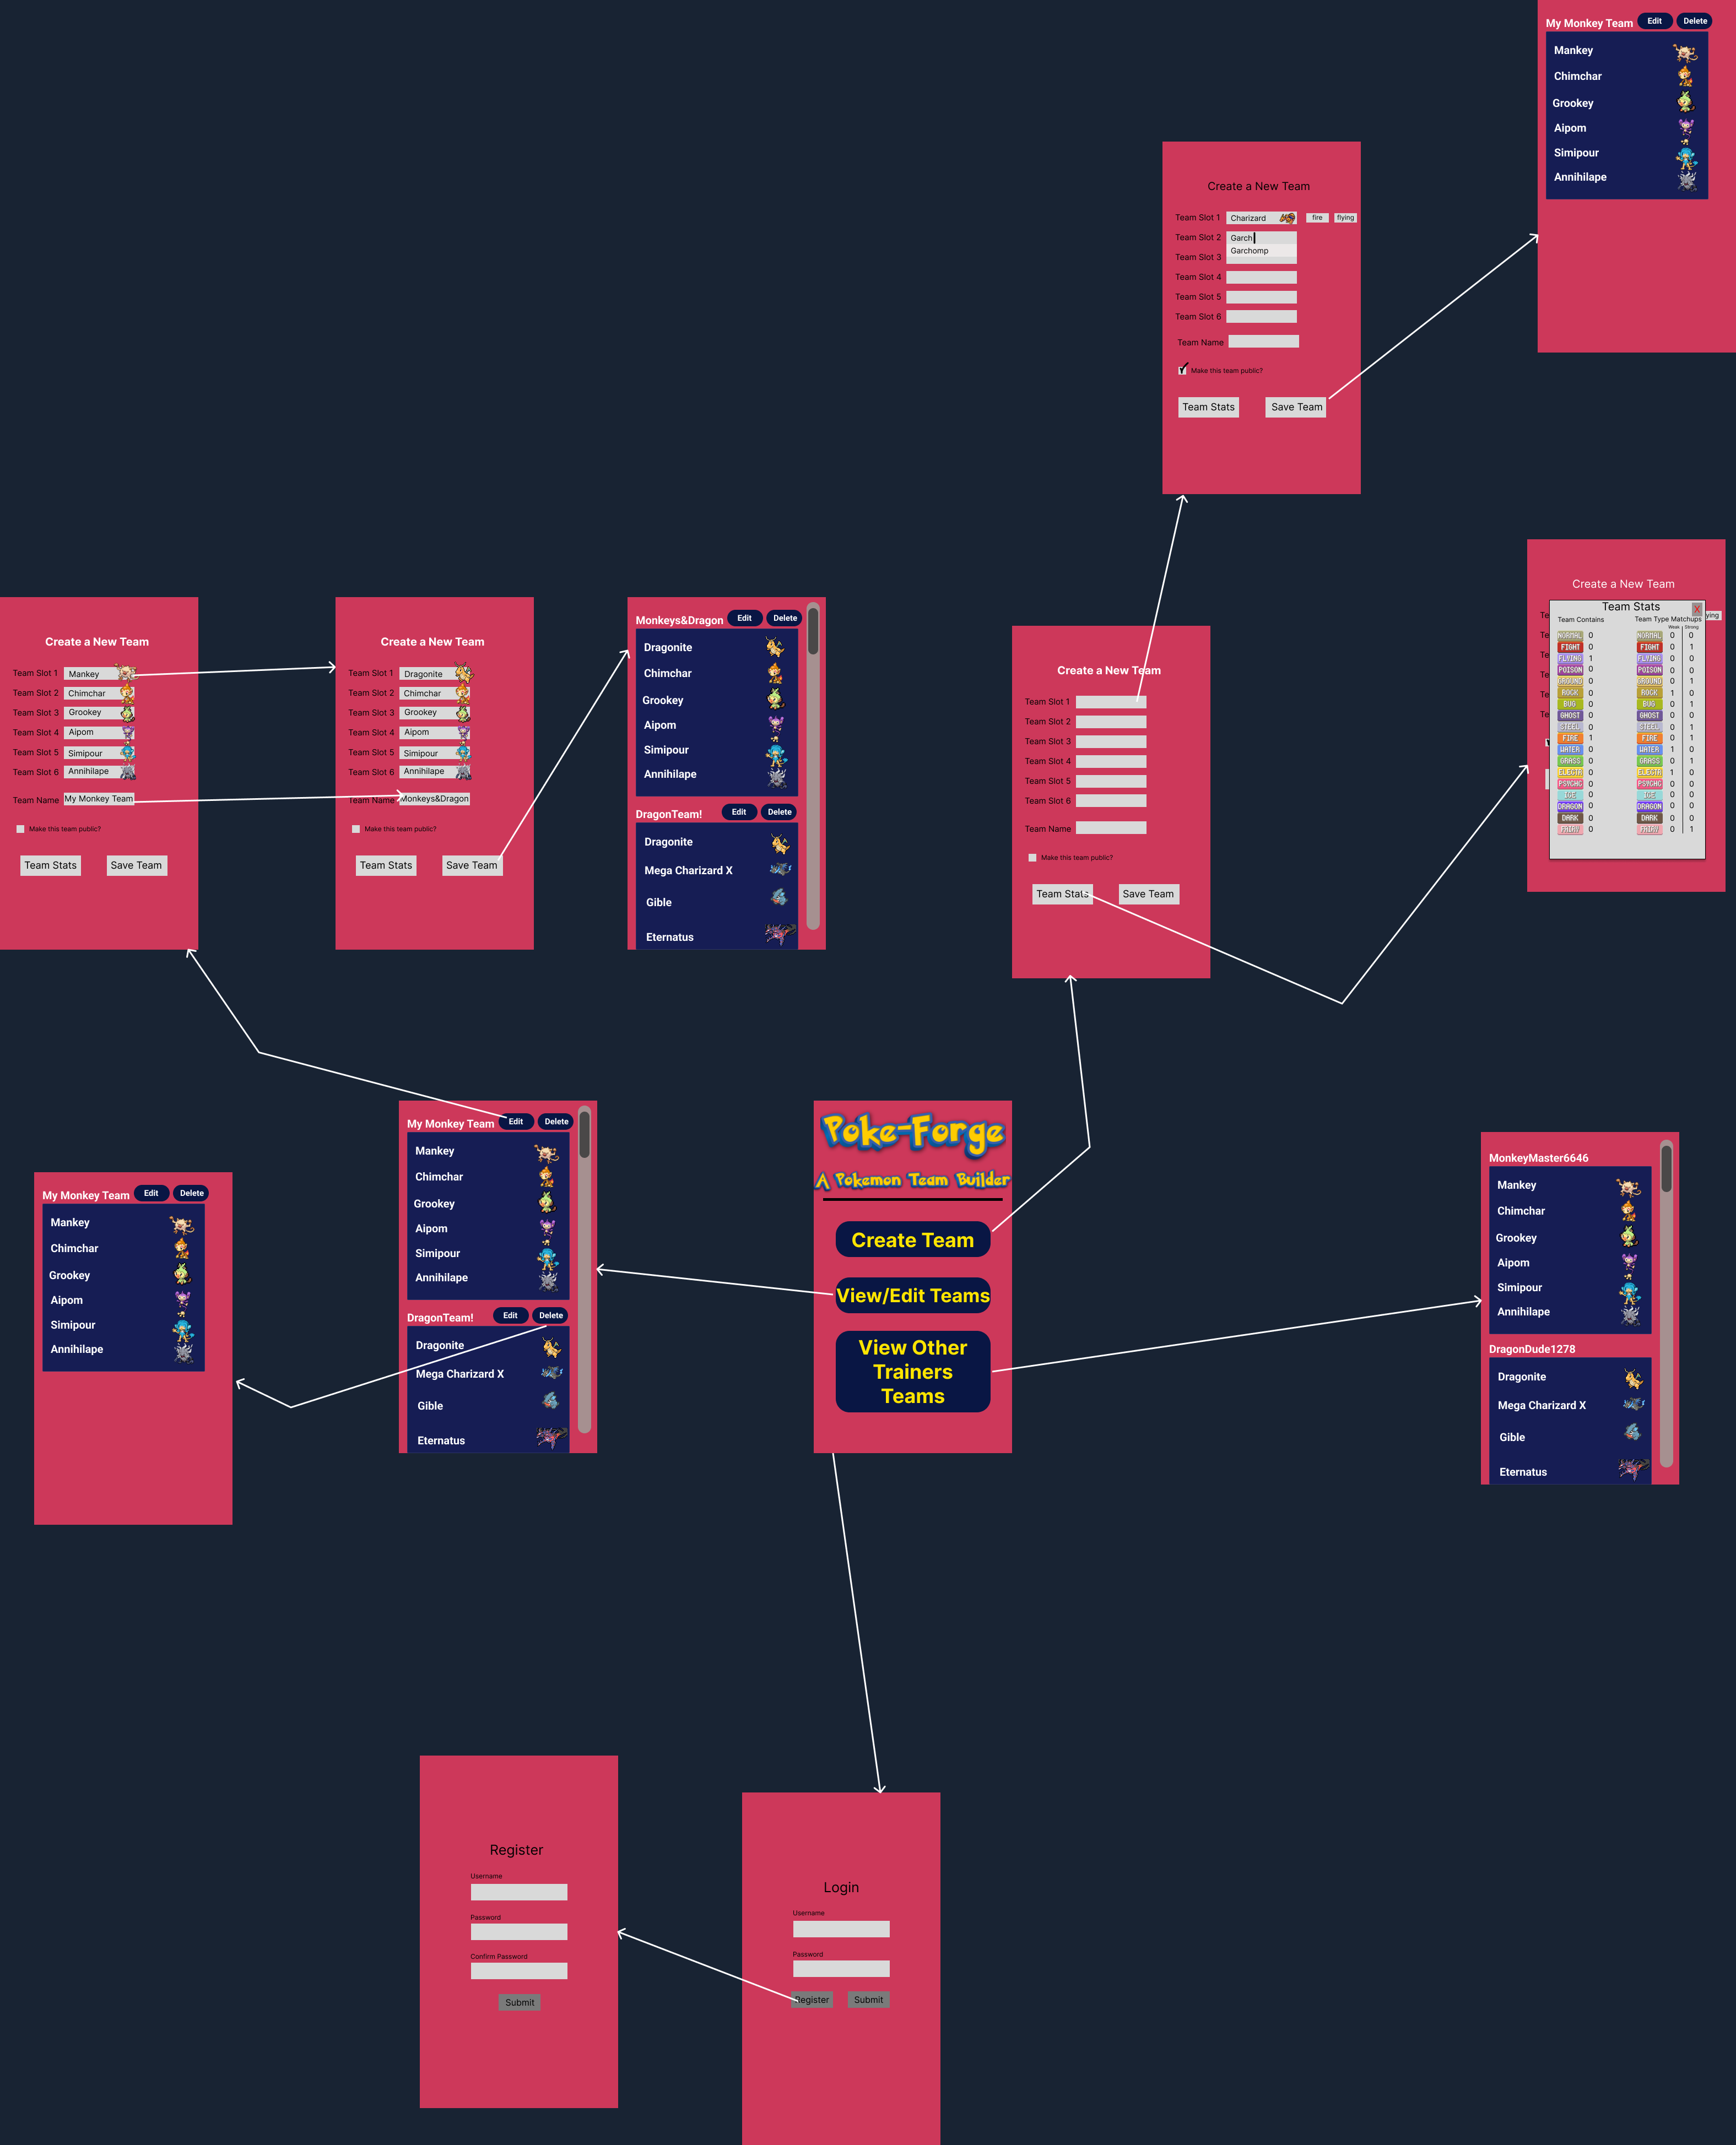 My Monkey Team Edit Delete
Mankey
Chimchar
Grookey
Aipom
Simipour
Annihilape
Create a New Team
Team Slot 1 Charizard fire flying
Team Slot 2 Garch
Garchomp
Team Slot 3
Team Slot 4
Team Slot 5
Team Slot 6
Team Name
Make this team public?
Team Stats Save Team
Create a New Team
Te
Te
Te
Te
Te
Te
ying
Team Stats X
Team Contains Team Type Matchups
Weak Strong
NORMAL 0 NORMAL 0 0
FIGHT 0 FIGHT 0 1
FLYING 1 FLYING 0 0
POISON 0 POISON 0 0
GROUND 0 GROUND 0 1
ROCK 0 ROCK 1 0
BUG 0 BUG 0 1
GHOST 0 GHOST 0 0
STEEL 0 STEEL 0 1
FIRE 1 FIRE 0 1
WATER 0 WATER 1 0
GRASS 0 GRASS 0 1
ELECTR 0 ELECTR 1 0
PSYCHC 0 PSYCHC 0 0
ICE 0 ICE 0 0
DRAGON 0 DRAGON 0 0
DARK 0 DARK 0 0
FAIRY 0 FAIRY 0 1
Create a New Team
Team Slot 1 Mankey
Team Slot 2 Chimchar
Team Slot 3 Grookey
Team Slot 4 Aipom
Team Slot 5 Simipour
Team Slot 6 Annihilape
Team Name My Monkey Team
Make this team public?
Team Stats Save Team
Create a New Team
Team Slot 1 Dragonite
Team Slot 2 Chimchar
Team Slot 3 Grookey
Team Slot 4 Aipom
Team Slot 5 Simipour
Team Slot 6 Annihilape
Team Name Monkeys&Dragon
Make this team public?
Team Stats Save Team
Monkeys&Dragon Edit Delete
Dragonite
Chimchar
Grookey
Aipom
Simipour
Annihilape
DragonTeam! Edit Delete
Dragonite
Mega Charizard X
Gible
Eternatus
Create a New Team
Team Slot 1
Team Slot 2
Team Slot 3
Team Slot 4
Team Slot 5
Team Slot 6
Team Name
Make this team public?
Team Stats Save Team
My Monkey Team Edit Delete
Mankey
Chimchar
Grookey
Aipom
Simipour
Annihilape
My Monkey Team Edit Delete
Mankey
Chimchar
Grookey
Aipom
Simipour
Annihilape
DragonTeam! Edit Delete
Dragonite
Mega Charizard X
Gible
Eternatus
Poke-Forge
A Pokemon Team Builder
Create Team
View/Edit Teams
View Other
Trainers
Teams
MonkeyMaster6646
Mankey
Chimchar
Grookey
Aipom
Simipour
Annihilape
DragonDude1278
Dragonite
Mega Charizard X
Gible
Eternatus
Register
Username
Password
Confirm Password
Submit
Login
Username
Password
Register Submit